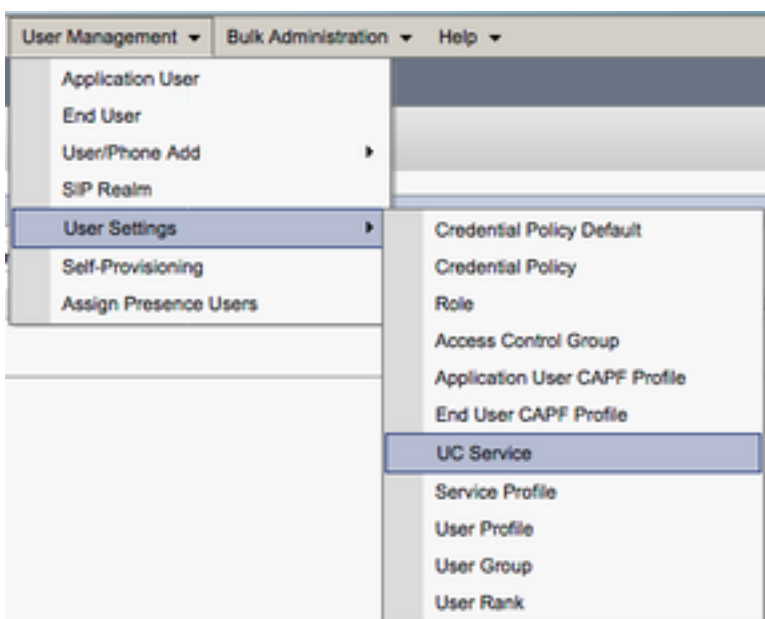 User Management Bulk Administration Help
Application User
End User
User/Phone Add
SIP Realm
User Settings
Self-Provisioning
Assign Presence Users
Credential Policy Default
Credential Policy
Role
Access Control Group
Application User CAPF Profile
End User CAPF Profile
UC Service
Service Profile
User Profile
User Group
User Rank